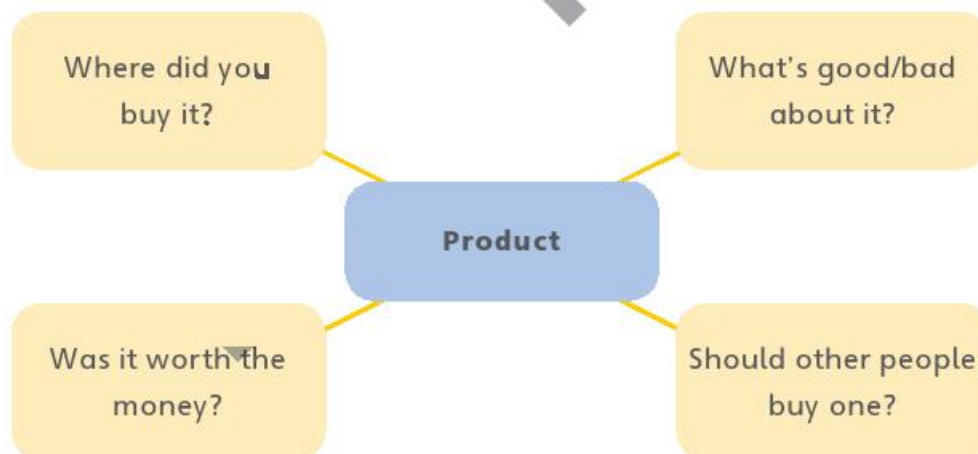 Where did you
buy it?
What's good/bad
about it?
Product
Was it worth the
money?
Should other people
buy one?